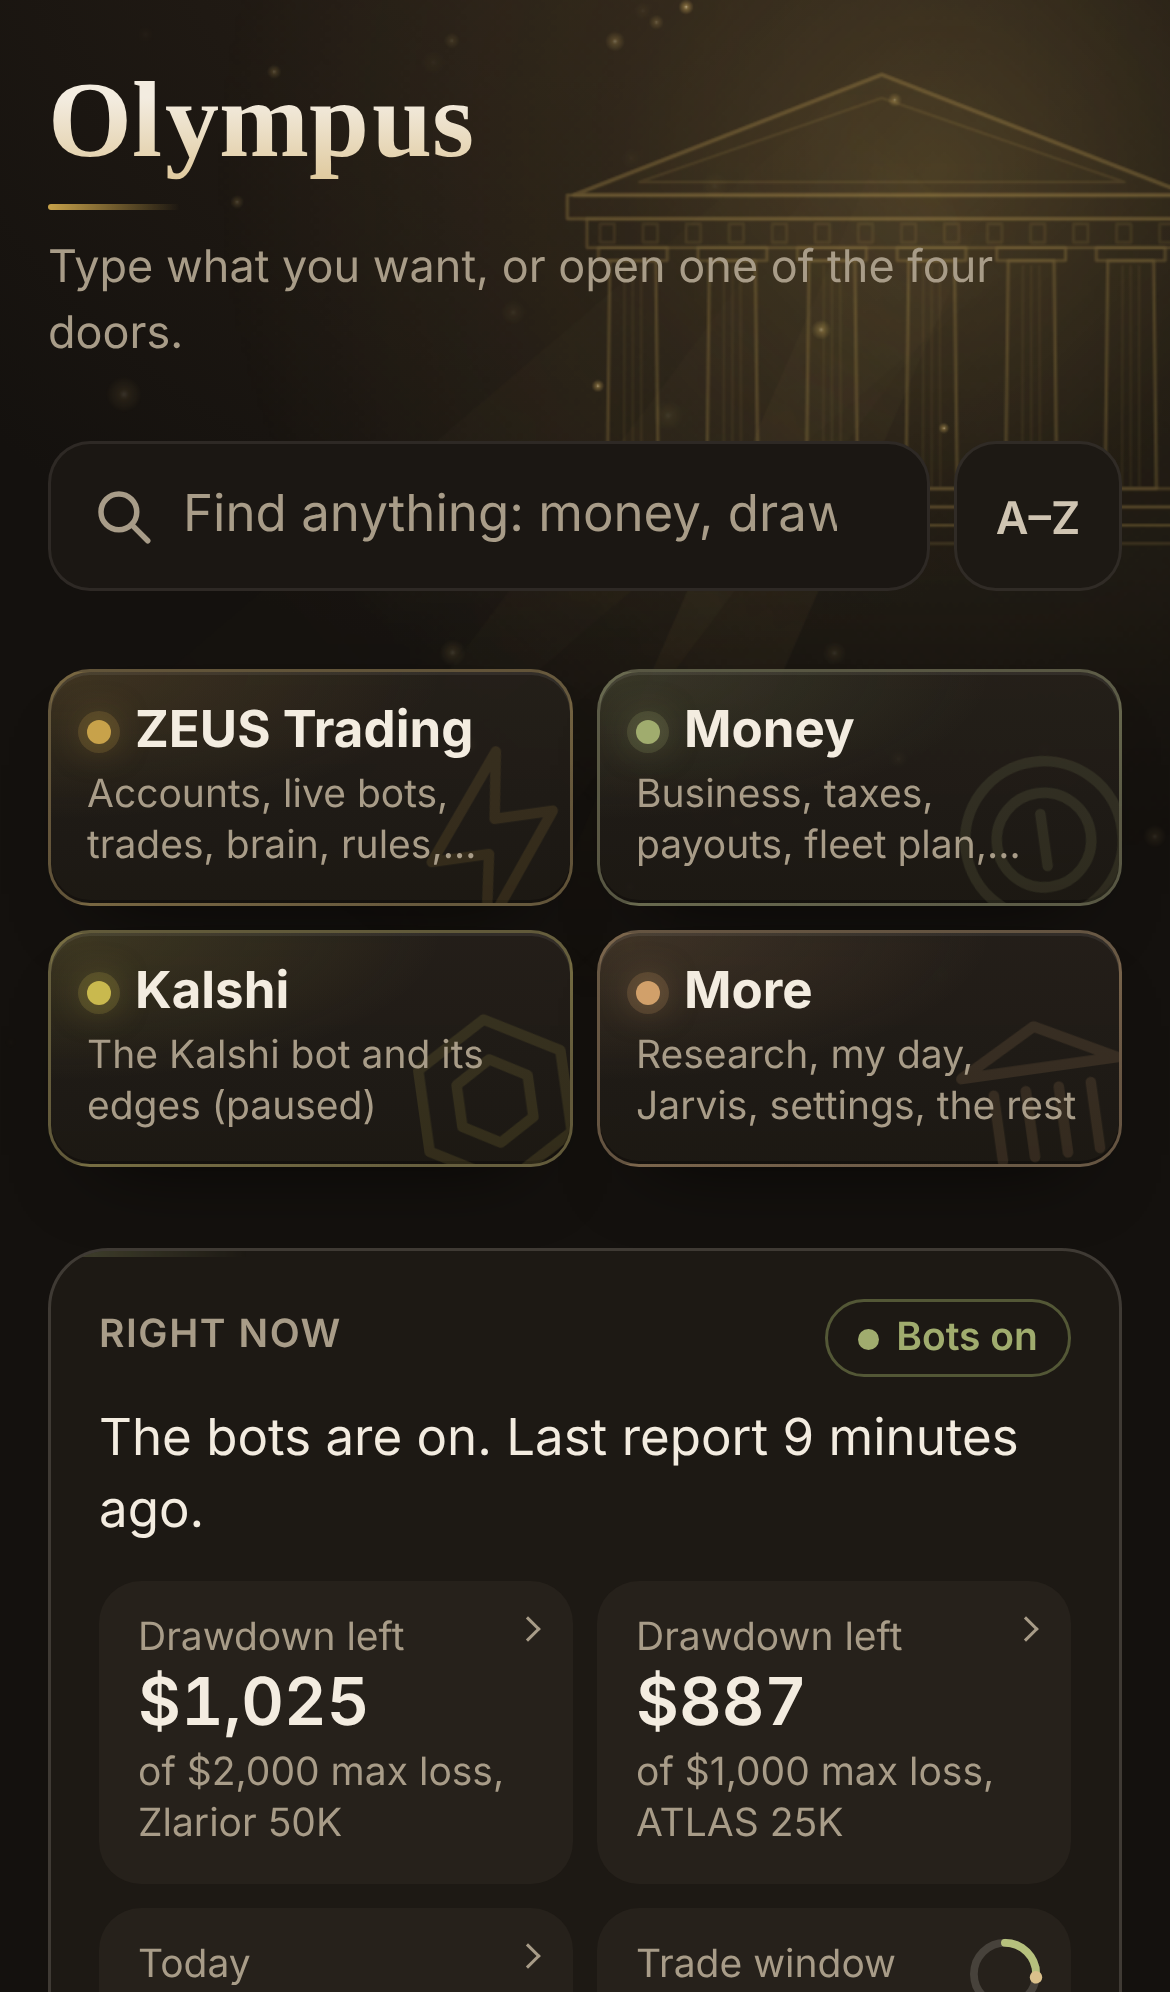 Olympus
Type what you want, or open one of the four
doors.
Find anything: money, draw
A–Z
ZEUS Trading
Accounts, live bots,
trades, brain, rules,...
Money
Business, taxes,
payouts, fleet plan,...
Kalshi
The Kalshi bot and its
edges (paused)
More
Research, my day,
Jarvis, settings, the rest
RIGHT NOW
Bots on
The bots are on. Last report 9 minutes
ago.
Drawdown left
$1,025
of $2,000 max loss,
Zlarior 50K
Drawdown left
$887
of $1,000 max loss,
ATLAS 25K
Today
Trade window